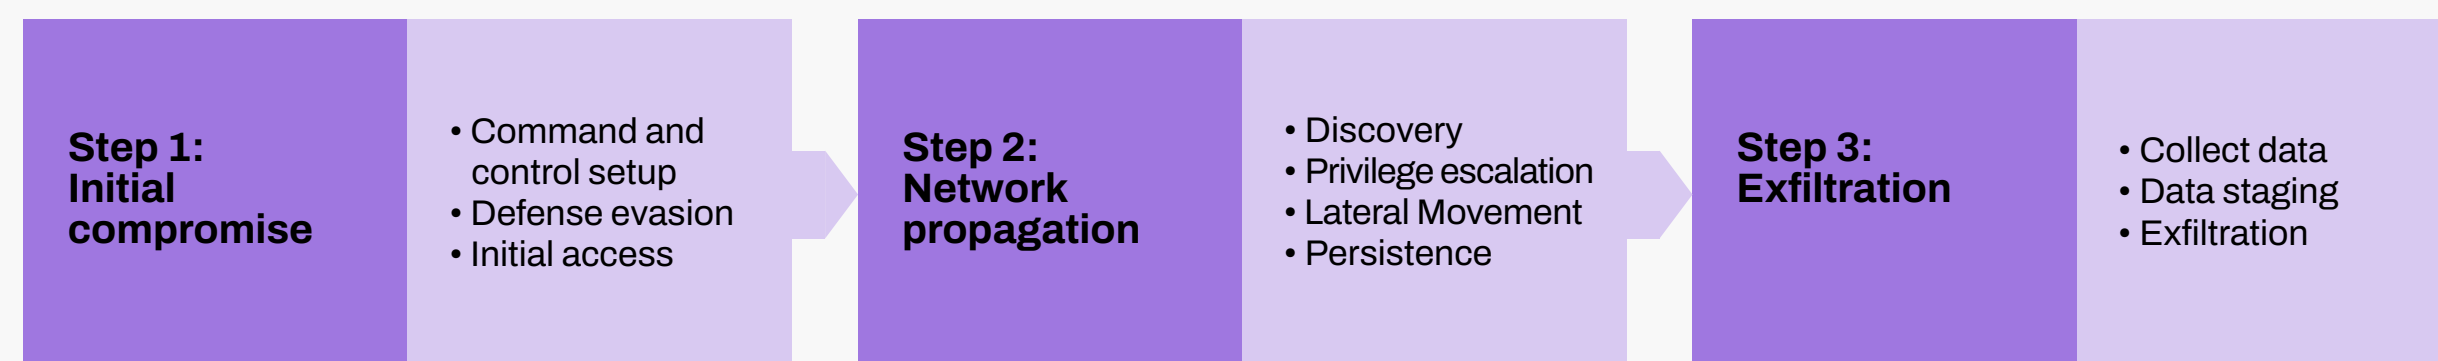 Step 1:
Initial
compromise
• Command and
control setup
• Defense evasion
• Initial access
Step 2:
Network
propagation
• Discovery
• Privilege escalation
• Lateral Movement
• Persistence
Step 3:
Exfiltration
• Collect data
• Data staging
• Exfiltration